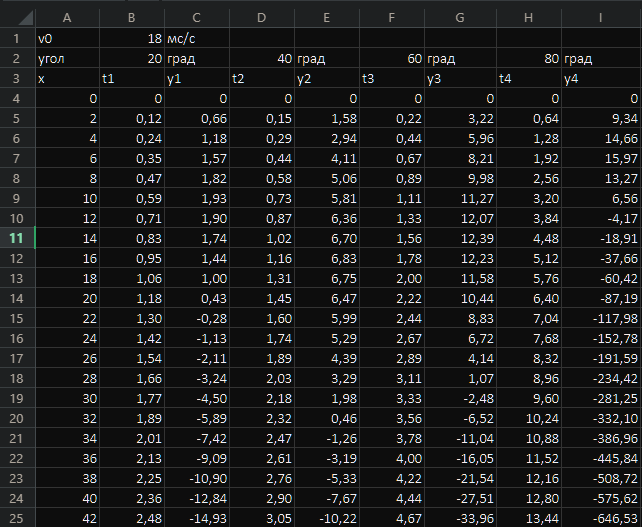 A B C D E F G H I
1 v0 18 мс/с
2 угол 20 град 40 град 60 град 80 град
3 x t1 y1 t2 y2 t3 y3 t4 y4
4 0 0 0 0 0 0 0 0 0
5 2 0,12 0,66 0,15 1,58 0,22 3,22 0,64 9,34
6 4 0,24 1,18 0,29 2,94 0,44 5,96 1,28 14,66
7 6 0,35 1,57 0,44 4,11 0,67 8,21 1,92 15,97
8 8 0,47 1,82 0,58 5,06 0,89 9,98 2,56 13,27
9 10 0,59 1,93 0,73 5,81 1,11 11,27 3,20 6,56
10 12 0,71 1,90 0,87 6,36 1,33 12,07 3,84 -4,17
11 14 0,83 1,74 1,02 6,70 1,56 12,39 4,48 -18,91
12 16 0,95 1,44 1,16 6,83 1,78 12,23 5,12 -37,66
13 18 1,06 1,00 1,31 6,75 2,00 11,58 5,76 -60,42
14 20 1,18 0,43 1,45 6,47 2,22 10,44 6,40 -87,19
15 22 1,30 -0,28 1,60 5,99 2,44 8,83 7,04 -117,98
16 24 1,42 -1,13 1,74 5,29 2,67 6,72 7,68 -152,78
17 26 1,54 -2,11 1,89 4,39 2,89 4,14 8,32 -191,59
18 28 1,66 -3,24 2,03 3,29 3,11 1,07 8,96 -234,42
19 30 1,77 -4,50 2,18 1,98 3,33 -2,48 9,60 -281,25
20 32 1,89 -5,89 2,32 0,46 3,56 -6,52 10,24 -332,10
21 34 2,01 -7,42 2,47 -1,26 3,78 -11,04 10,88 -386,96
22 36 2,13 -9,09 2,61 -3,19 4,00 -16,05 11,52 -445,84
23 38 2,25 -10,90 2,76 -5,33 4,22 -21,54 12,16 -508,72
24 40 2,36 -12,84 2,90 -7,67 4,44 -27,51 12,80 -575,62
25 42 2,48 -14,93 3,05 -10,22 4,67 -33,96 13,44 -646,53